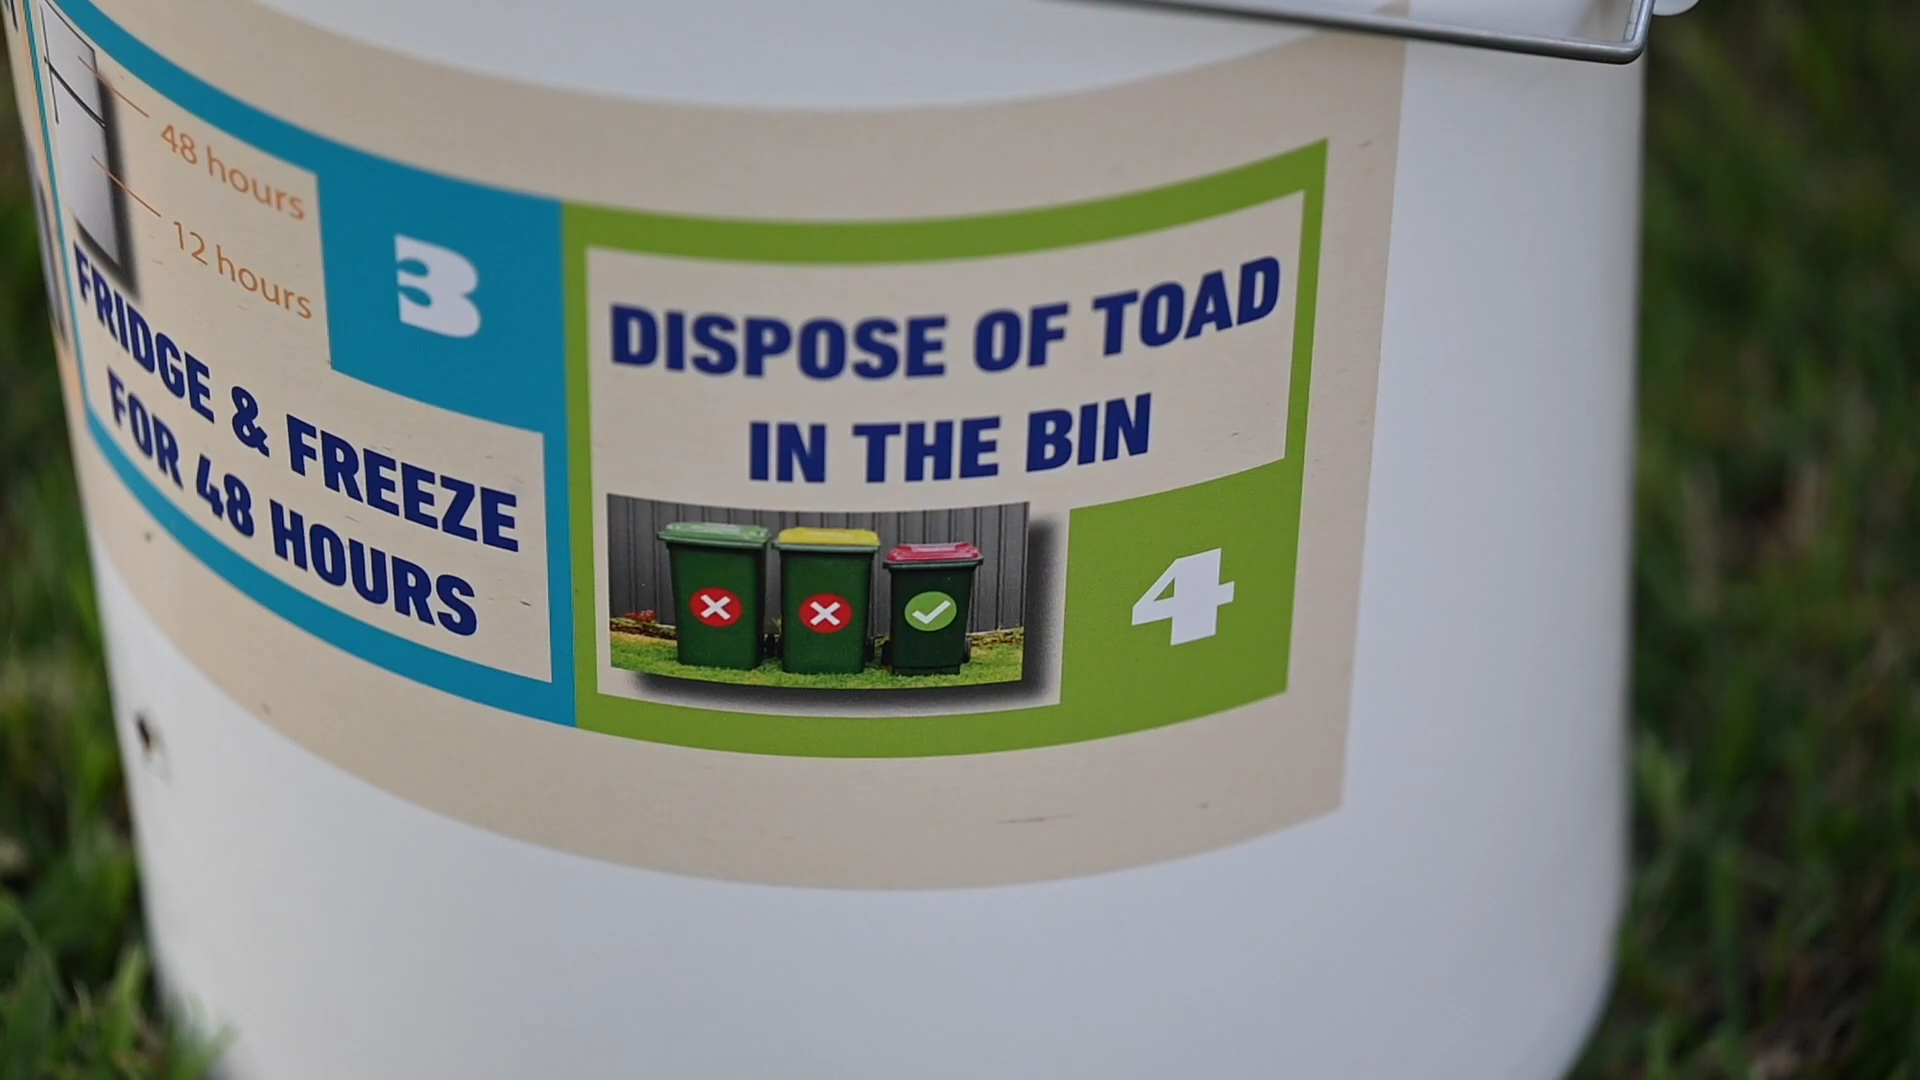 48 hours
12 hours
FRIDGE & FREEZE
FOR 48 HOURS
3
DISPOSE OF TOAD
IN THE BIN
4